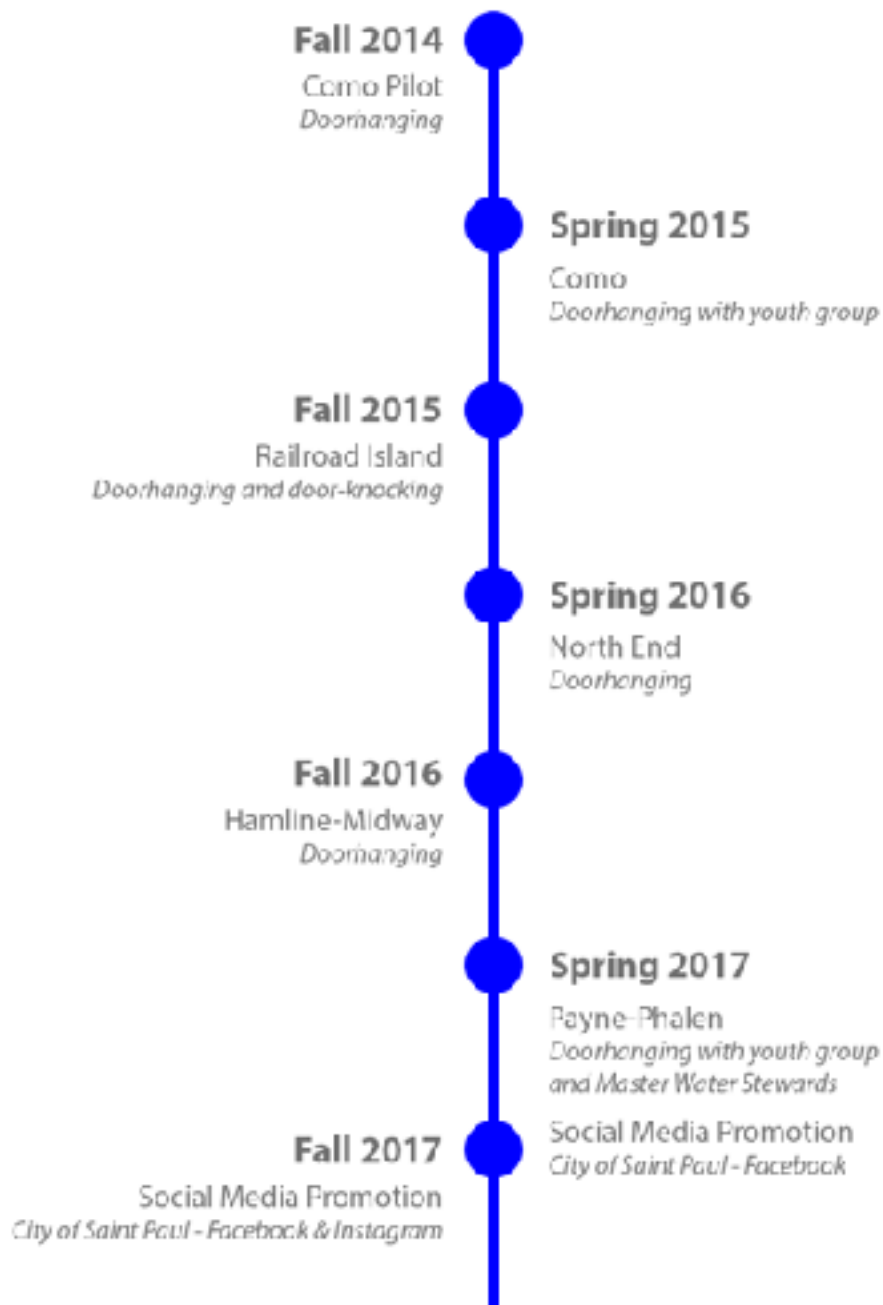 Fall 2014
Como Pilot
Doorhanging
Spring 2015
Como
Doorhanging with youth group
Fall 2015
Railroad Island
Doorhanging and door-knocking
Spring 2016
North End
Doorhanging
Fall 2016
Hamline-Midway
Doorhanging
Spring 2017
Payne-Phalen
Doorhanging with youth group
and Master Water Stewards
Social Media Promotion
City of Saint Paul - Facebook
Fall 2017
Social Media Promotion
City of Saint Paul - Facebook & Instagram